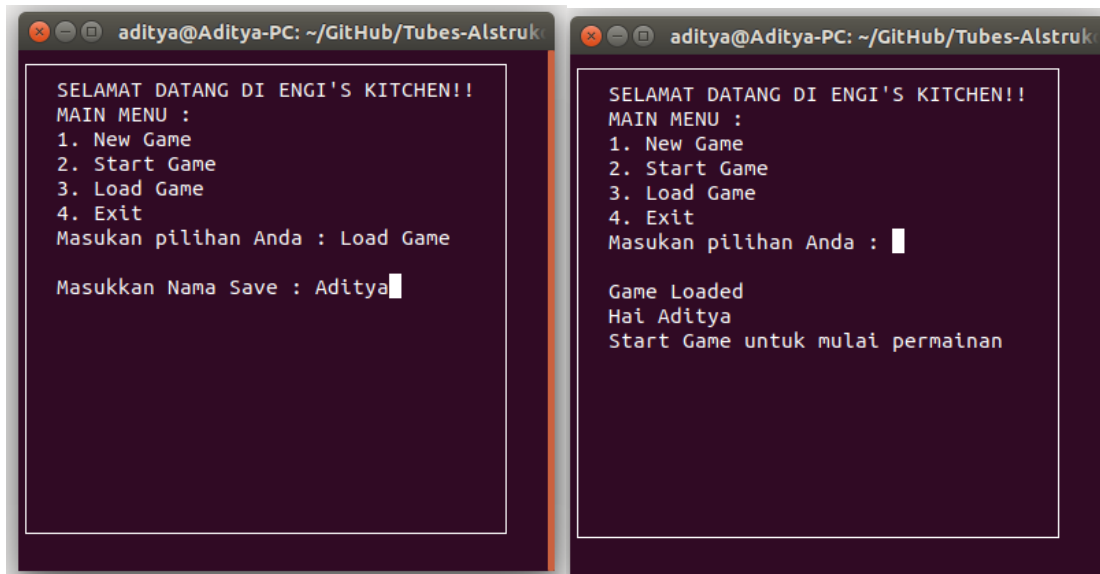 aditya@Aditya-PC: ~/GitHub/Tubes-Alstruk
SELAMAT DATANG DI ENGI'S KITCHEN!!
MAIN MENU :
1. New Game
2. Start Game
3. Load Game
4. Exit
Masukan pilihan Anda : Load Game
Masukkan Nama Save : Aditya
aditya@Aditya-PC: ~/GitHub/Tubes-Alstruk
SELAMAT DATANG DI ENGI'S KITCHEN!!
MAIN MENU :
1. New Game
2. Start Game
3. Load Game
4. Exit
Masukan pilihan Anda :
Game Loaded
Hai Aditya
Start Game untuk mulai permainan